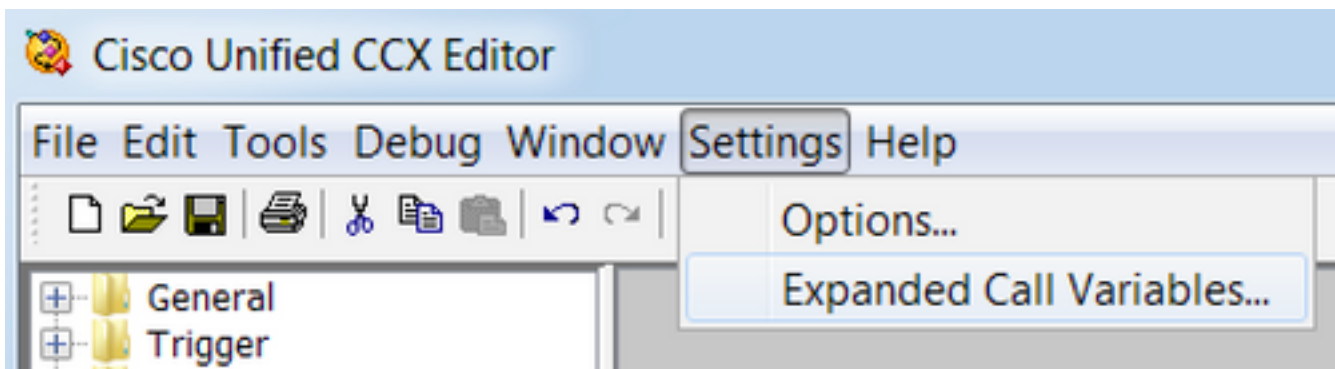 Cisco Unified CCX Editor
File Edit Tools Debug Window Settings Help
Options...
Expanded Call Variables...
General
Trigger